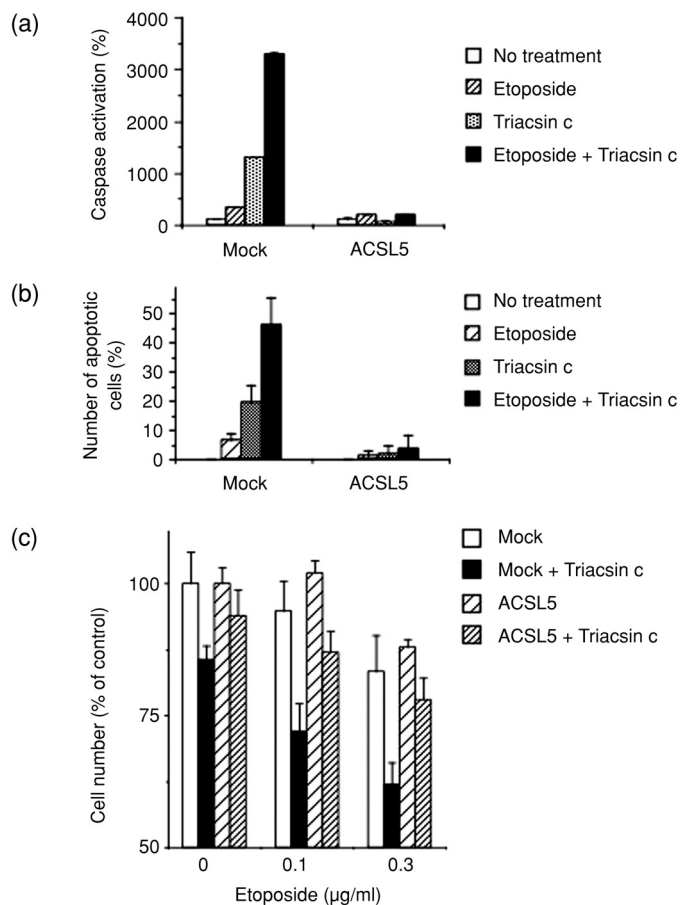 (a)
Caspase activation (%)
4000
3000
2000
1000
0
Mock
ACSL5
No treatment
Etoposide
Triacsin c
Etoposide + Triacsin c
(b)
Number of apoptotic
cells (%)
50
40
30
20
10
0
Mock
ACSL5
No treatment
Etoposide
Triacsin c
Etoposide + Triacsin c
(c)
Cell number (% of control)
100
75
50
0
0.1
0.3
Etoposide (μg/ml)
Mock
Mock + Triacsin c
ACSL5
ACSL5 + Triacsin c